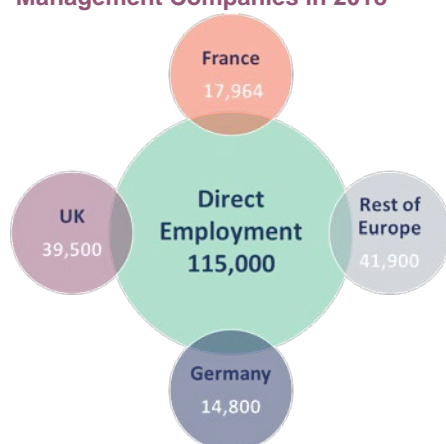 France
17,964
UK
39,500
Direct
Employment
115,000
Rest of
Europe
41,900
Germany
14,800